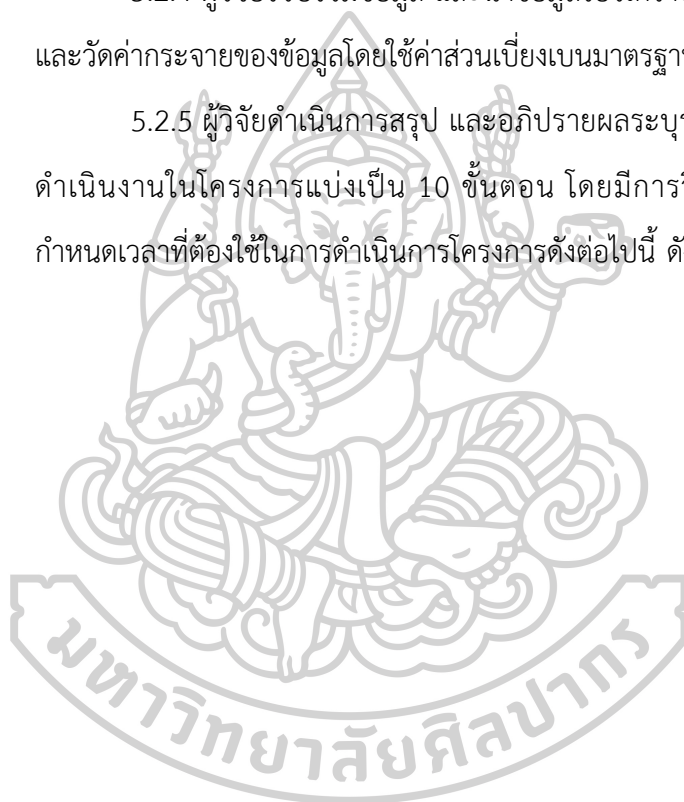 และวัดค่ากระจายของข้อมูลโดยใช้ค่าส่วนเบี่ยงเบนมาตรฐา
5.2.5 ผู้วิจัยดำเนินการสรุป และอภิปรายผลระบุ
ดำเนินงานในโครงการแบ่งเป็น 10 ขั้นตอน โดยมีการ
กำหนดเวลาที่ต้องใช้ในการดำเนินการโครงการดังต่อไปนี้
มหาวิทยาลัยศิลปากร